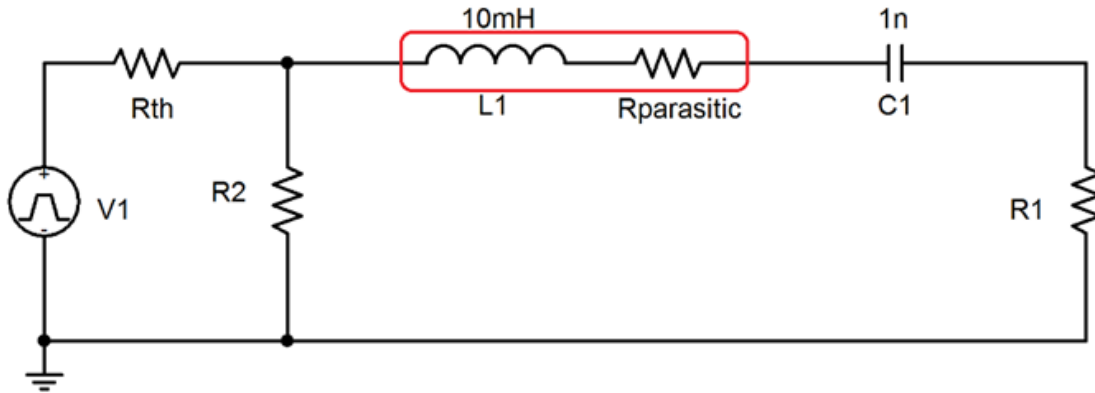 10mH
1n
Rth
L1
Rparasitic
C1
R2
V1
R1
+
-